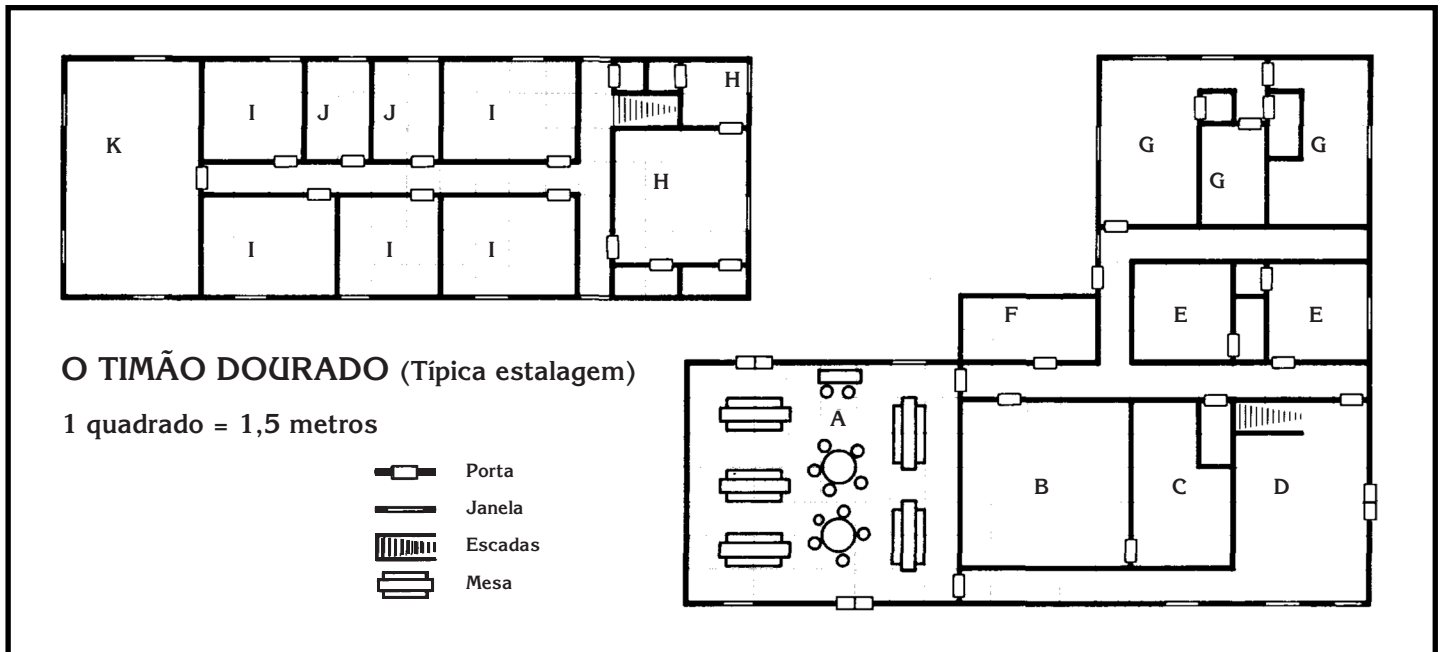 K
I
J
J
I
H
H
I
I
I
G
G
G
F
E
E
A
B
C
D
O TIMÃO DOURADO (Típica estalagem)
1 quadrado = 1,5 metros
Porta
Janela
Escadas
Mesa